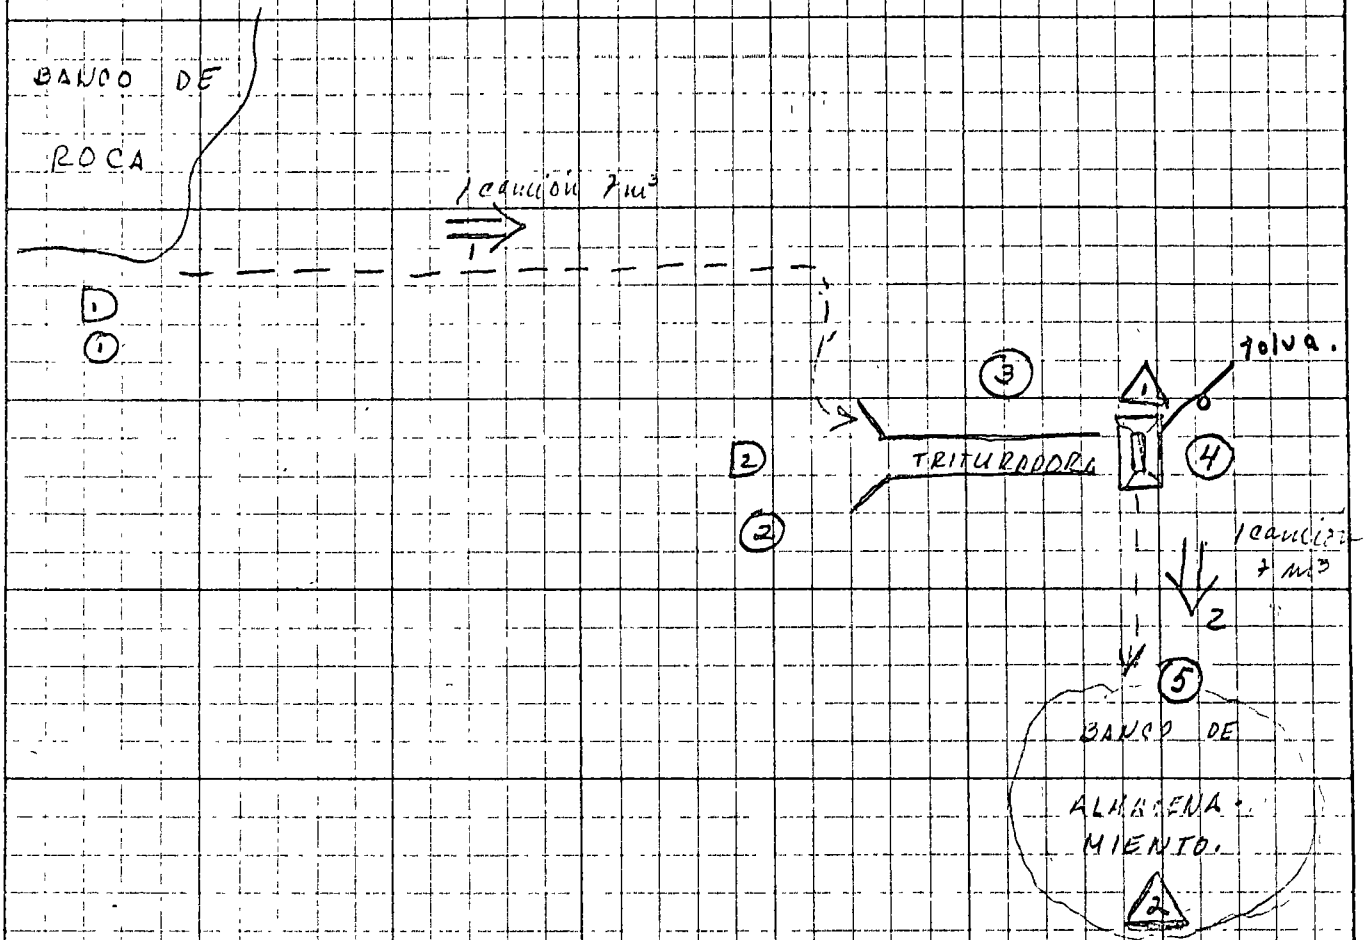 BANCO DE
ROCA
1 camión 7 m³
1
1
1
tolva.
3
1
TRITURADORA
2
4
2
1 camión
7 m³
2
5
BANCO DE
ALMACENA-
MIENTO.
2